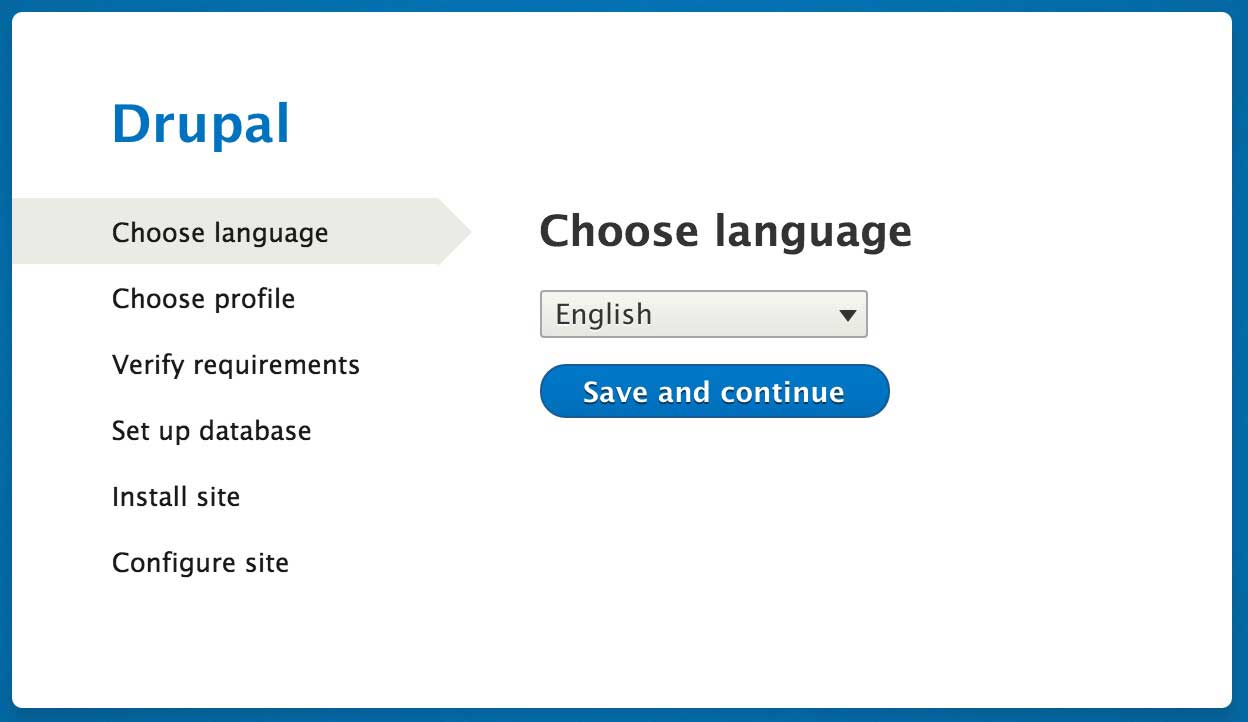 Drupal
Choose language
Choose profile
Verify requirements
Set up database
Install site
Configure site
Choose language
English
Save and continue